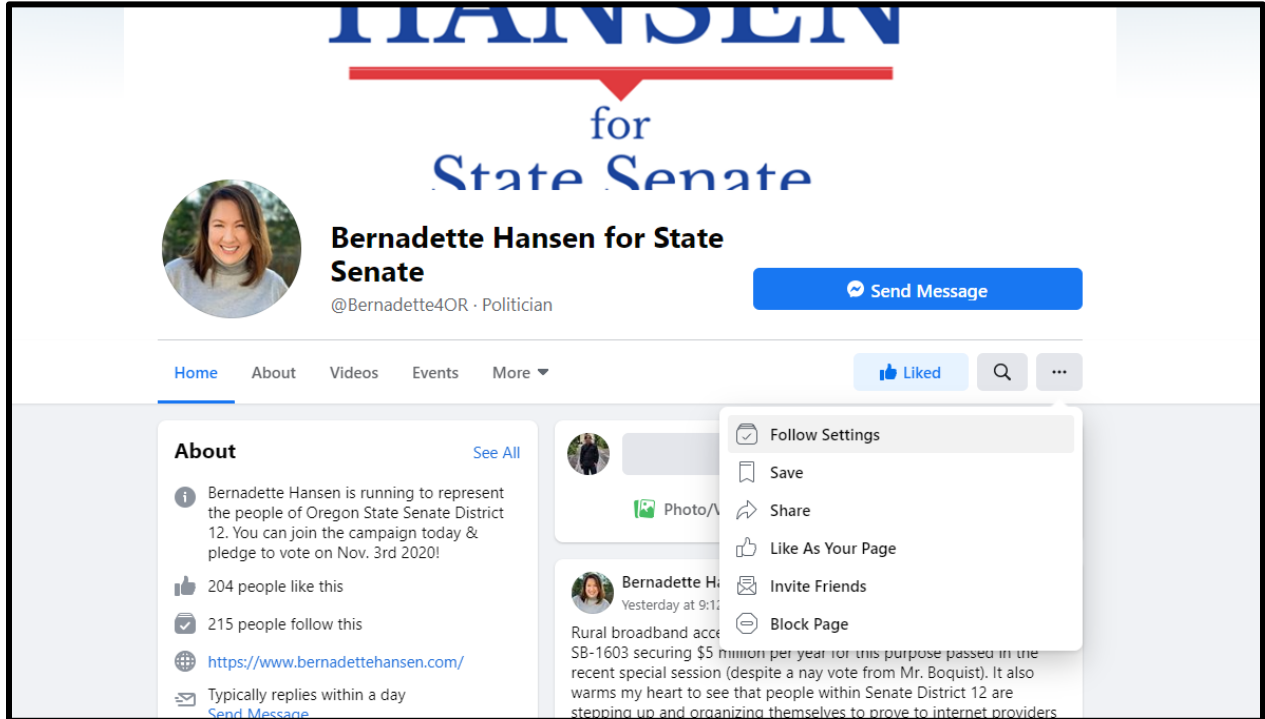 HANSEN
for
State Senate
Bernadette Hansen for State
Senate
@Bernadette4OR · Politician
Send Message
Home About Videos Events More
Liked
About
See All
Bernadette Hansen is running to represent
the people of Oregon State Senate District
12. You can join the campaign today &
pledge to vote on Nov. 3rd 2020!
204 people like this
215 people follow this
https://www.bernadettehansen.com/
Typically replies within a day
Send Message
Photo/V
Follow Settings
Save
Share
Like As Your Page
Invite Friends
Block Page
Bernadette Ha
Yesterday at 9:12
Rural broadband acce
SB-1603 securing $5 million per year for this purpose passed in the
recent special session (despite a nay vote from Mr. Boquist). It also
warms my heart to see that people within Senate District 12 are
stepping up and organizing themselves to prove to internet providers